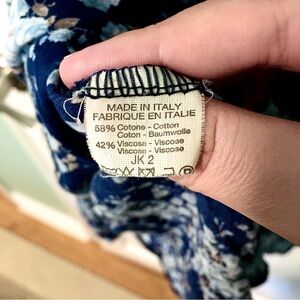 MADE IN ITALY
FABRIQUE EN ITALIE
58% Cotone - Cotton
Coton - Baumwolle
42% Viscosa - Viscose
Viscose - Viscose
JK 2